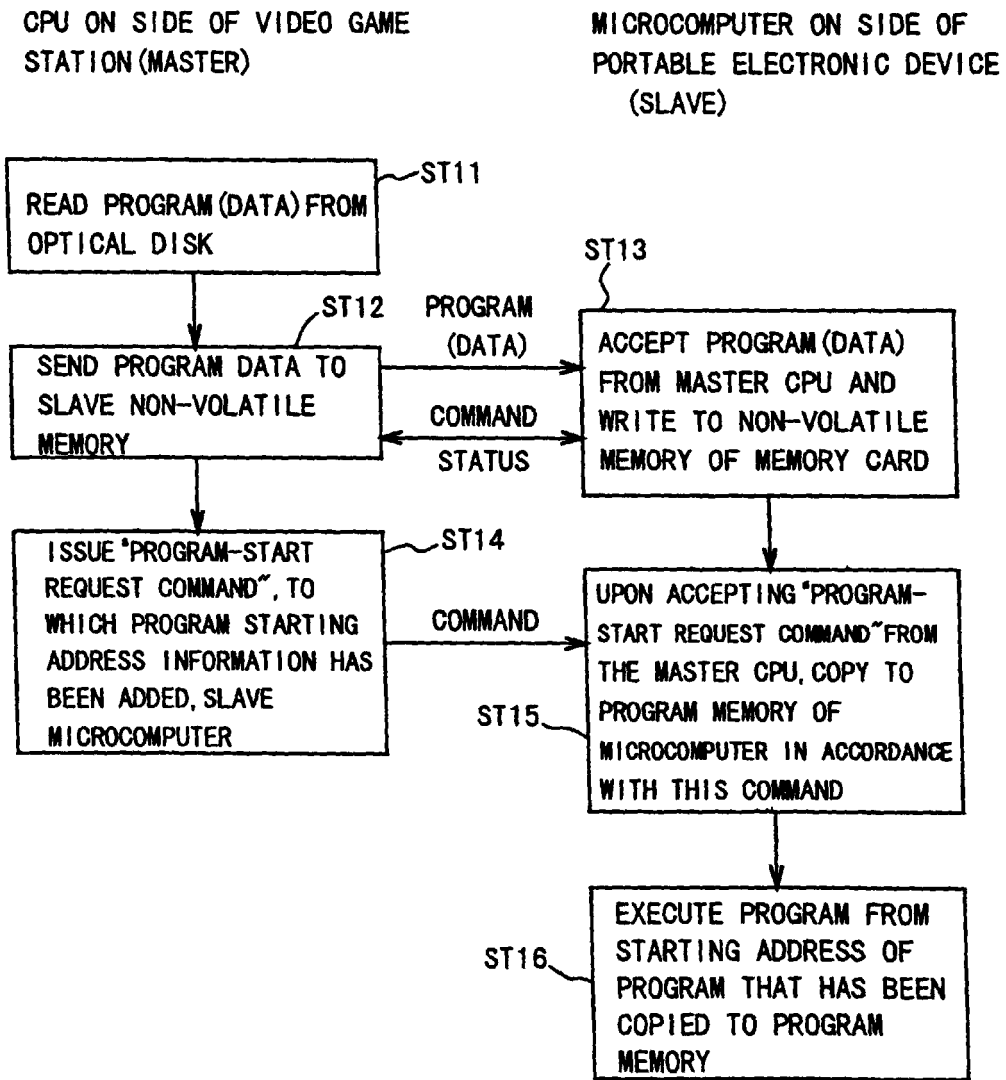 CPU ON SIDE OF VIDEO GAME
STATION(MASTER)
MICROCOMPUTER ON SIDE OF
PORTABLE ELECTRONIC DEVICE
(SLAVE)
ST11
READ PROGRAM(DATA)FROM
OPTICAL DISK
ST12
SEND PROGRAM DATA TO
SLAVE NON-VOLATILE
MEMORY
PROGRAM
(DATA)
COMMAND
STATUS
ST13
ACCEPT PROGRAM(DATA)
FROM MASTER CPU AND
WRITE TO NON-VOLATILE
MEMORY OF MEMORY CARD
ST14
ISSUE "PROGRAM-START
REQUEST COMMAND", TO
WHICH PROGRAM STARTING
ADDRESS INFORMATION HAS
BEEN ADDED, SLAVE
MICROCOMPUTER
COMMAND
ST15
UPON ACCEPTING "PROGRAM-
START REQUEST COMMAND" FROM
THE MASTER CPU, COPY TO
PROGRAM MEMORY OF
MICROCOMPUTER IN ACCORDANCE
WITH THIS COMMAND
ST16
EXECUTE PROGRAM FROM
STARTING ADDRESS OF
PROGRAM THAT HAS BEEN
COPIED TO PROGRAM
MEMORY